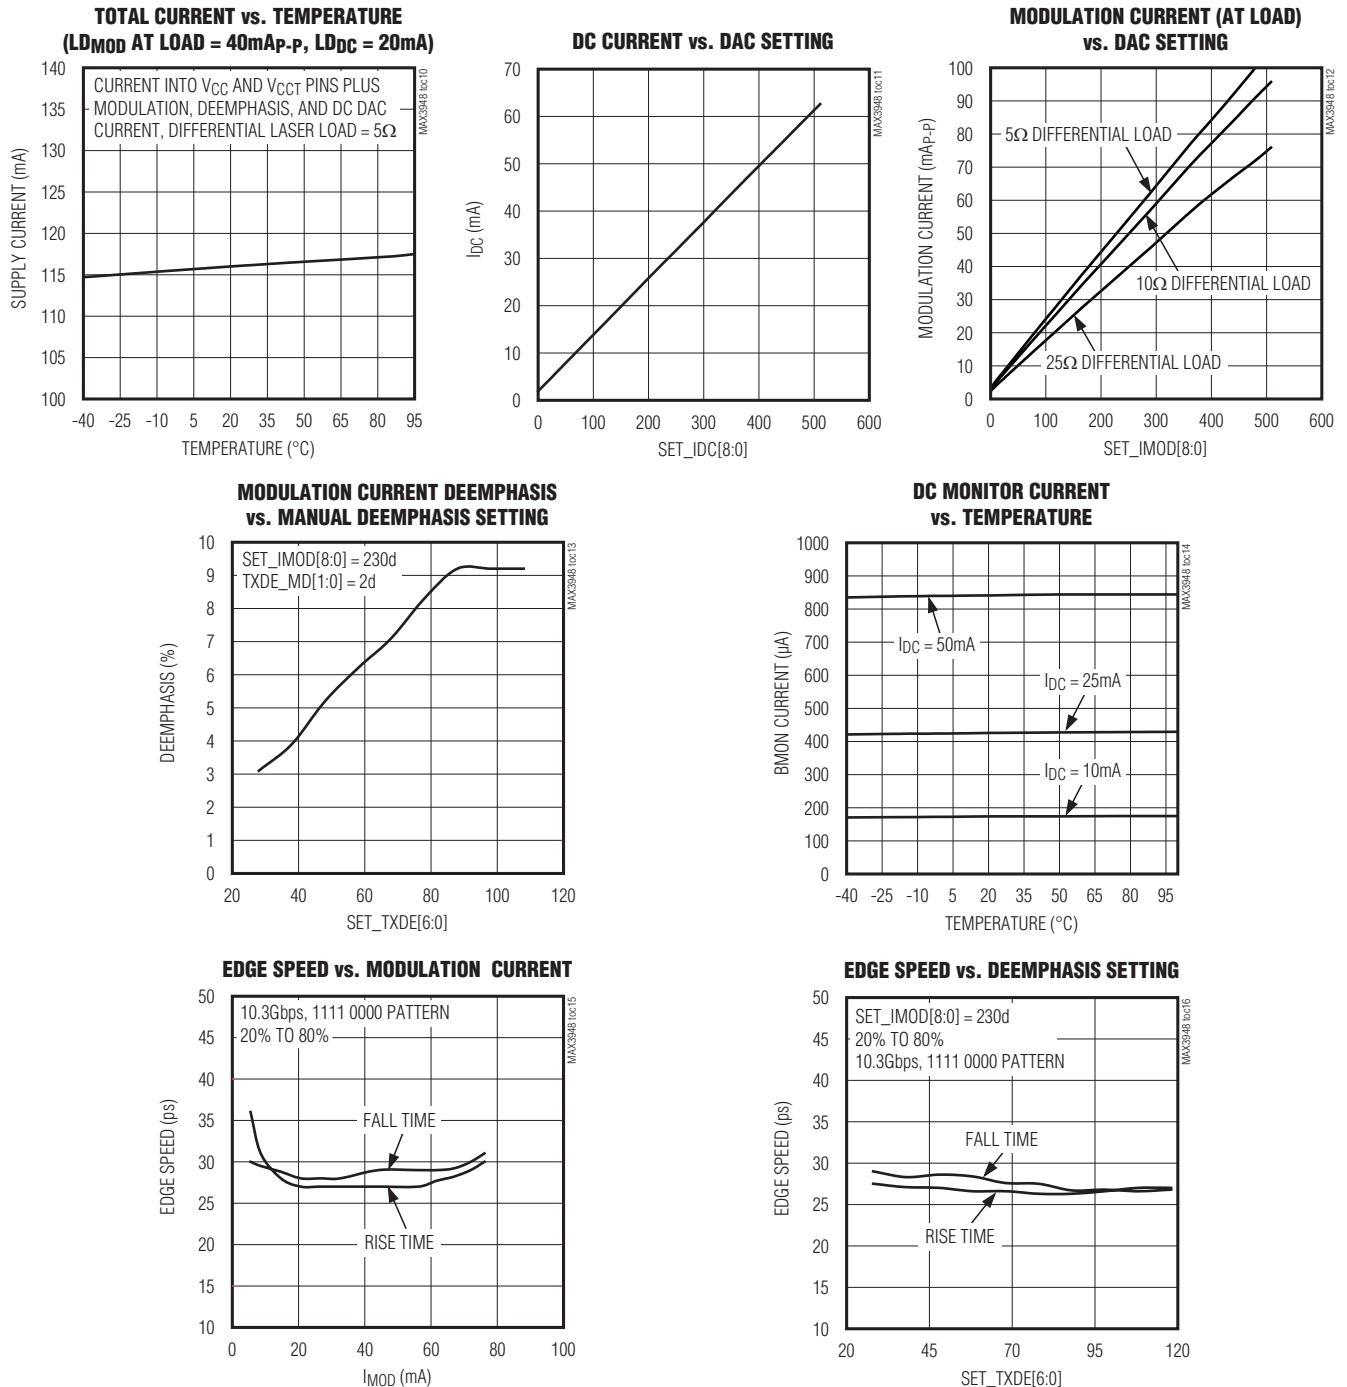 TOTAL CURRENT vs. TEMPERATURE
(LDMOD AT LOAD = 40mAP-P, LDDC = 20mA)
CURRENT INTO VCC AND VCCT PINS PLUS
MODULATION, DEEMPHASIS, AND DC DAC
CURRENT, DIFFERENTIAL LASER LOAD = 5Ω
MAX3948 toc10
SUPPLY CURRENT (mA)
140
135
130
125
120
115
110
105
100
-40 -25 -10 5 20 35 50 65 80 95
TEMPERATURE (°C)
DC CURRENT vs. DAC SETTING
MAX3948 toc11
IDC (mA)
70
60
50
40
30
20
10
0
0 100 200 300 400 500 600
SET_IDC[8:0]
MODULATION CURRENT (AT LOAD)
vs. DAC SETTING
MAX3948 toc12
MODULATION CURRENT (mAP-P)
100
90
80
70
60
50
40
30
20
10
0
5Ω DIFFERENTIAL LOAD
10Ω DIFFERENTIAL LOAD
25Ω DIFFERENTIAL LOAD
0 100 200 300 400 500 600
SET_IMOD[8:0]
MODULATION CURRENT DEEMPHASIS
vs. MANUAL DEEMPHASIS SETTING
SET_IMOD[8:0] = 230d
TXDE_MD[1:0] = 2d
MAX3948 toc13
DEEMPHASIS (%)
10
9
8
7
6
5
4
3
2
1
0
20 40 60 80 100 120
SET_TXDE[6:0]
DC MONITOR CURRENT
vs. TEMPERATURE
MAX3948 toc14
BMON CURRENT (µA)
1000
900
800
700
600
500
400
300
200
100
0
IDC = 50mA
IDC = 25mA
IDC = 10mA
-40 -25 -10 5 20 35 50 65 95
TEMPERATURE (°C)
EDGE SPEED vs. MODULATION CURRENT
10.3Gbps, 1111 0000 PATTERN
20% TO 80%
MAX3948 toc15
EDGE SPEED (ps)
50
45
40
35
30
25
20
15
10
FALL TIME
RISE TIME
0 20 40 60 80 100
IMOD (mA)
EDGE SPEED vs. DEEMPHASIS SETTING
SET_IMOD[8:0] = 230d
20% TO 80%
10.3Gbps, 1111 0000 PATTERN
MAX3948 toc16
EDGE SPEED (ps)
50
45
40
35
30
25
20
15
10
FALL TIME
RISE TIME
20 45 70 95 120
SET_TXDE[6:0]